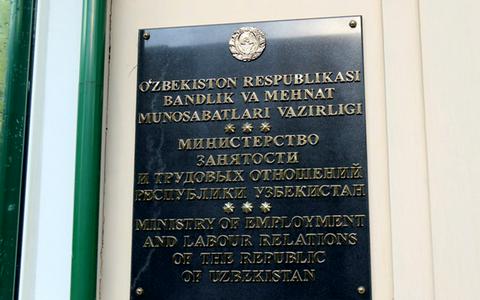 O'ZBEKISTON RESPUBLIKASI
BANDLIK VA MEHNAT
MUNOSABATLARI VAZIRLIGI
★ ★ ★
МИНИСТЕРСТВО
ЗАНЯТОСТИ
И ТРУДОВЫХ ОТНОШЕНИЙ
РЕСПУБЛИКИ УЗБЕКИСТАН
★ ★ ★
MINISTRY OF EMPLOYMENT
AND LABOUR RELATIONS
OF THE REPUBLIC
OF UZBEKISTAN